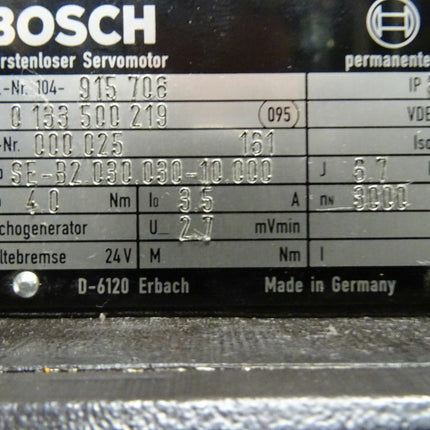 BOSCH
rstenloser Servomotor permanente
.-Nr. 104- 915 708 IP
0 133 500 219 (095) VDE
-Nr. 000 025 161 Iso
SE-B2.030.030-10.000 J 6.7
4.0 Nm I0 3.5 A nN 3000
chogenerator U 2.7 mVmin
ltebremse 24V M Nm I
D-6120 Erbach Made in Germany